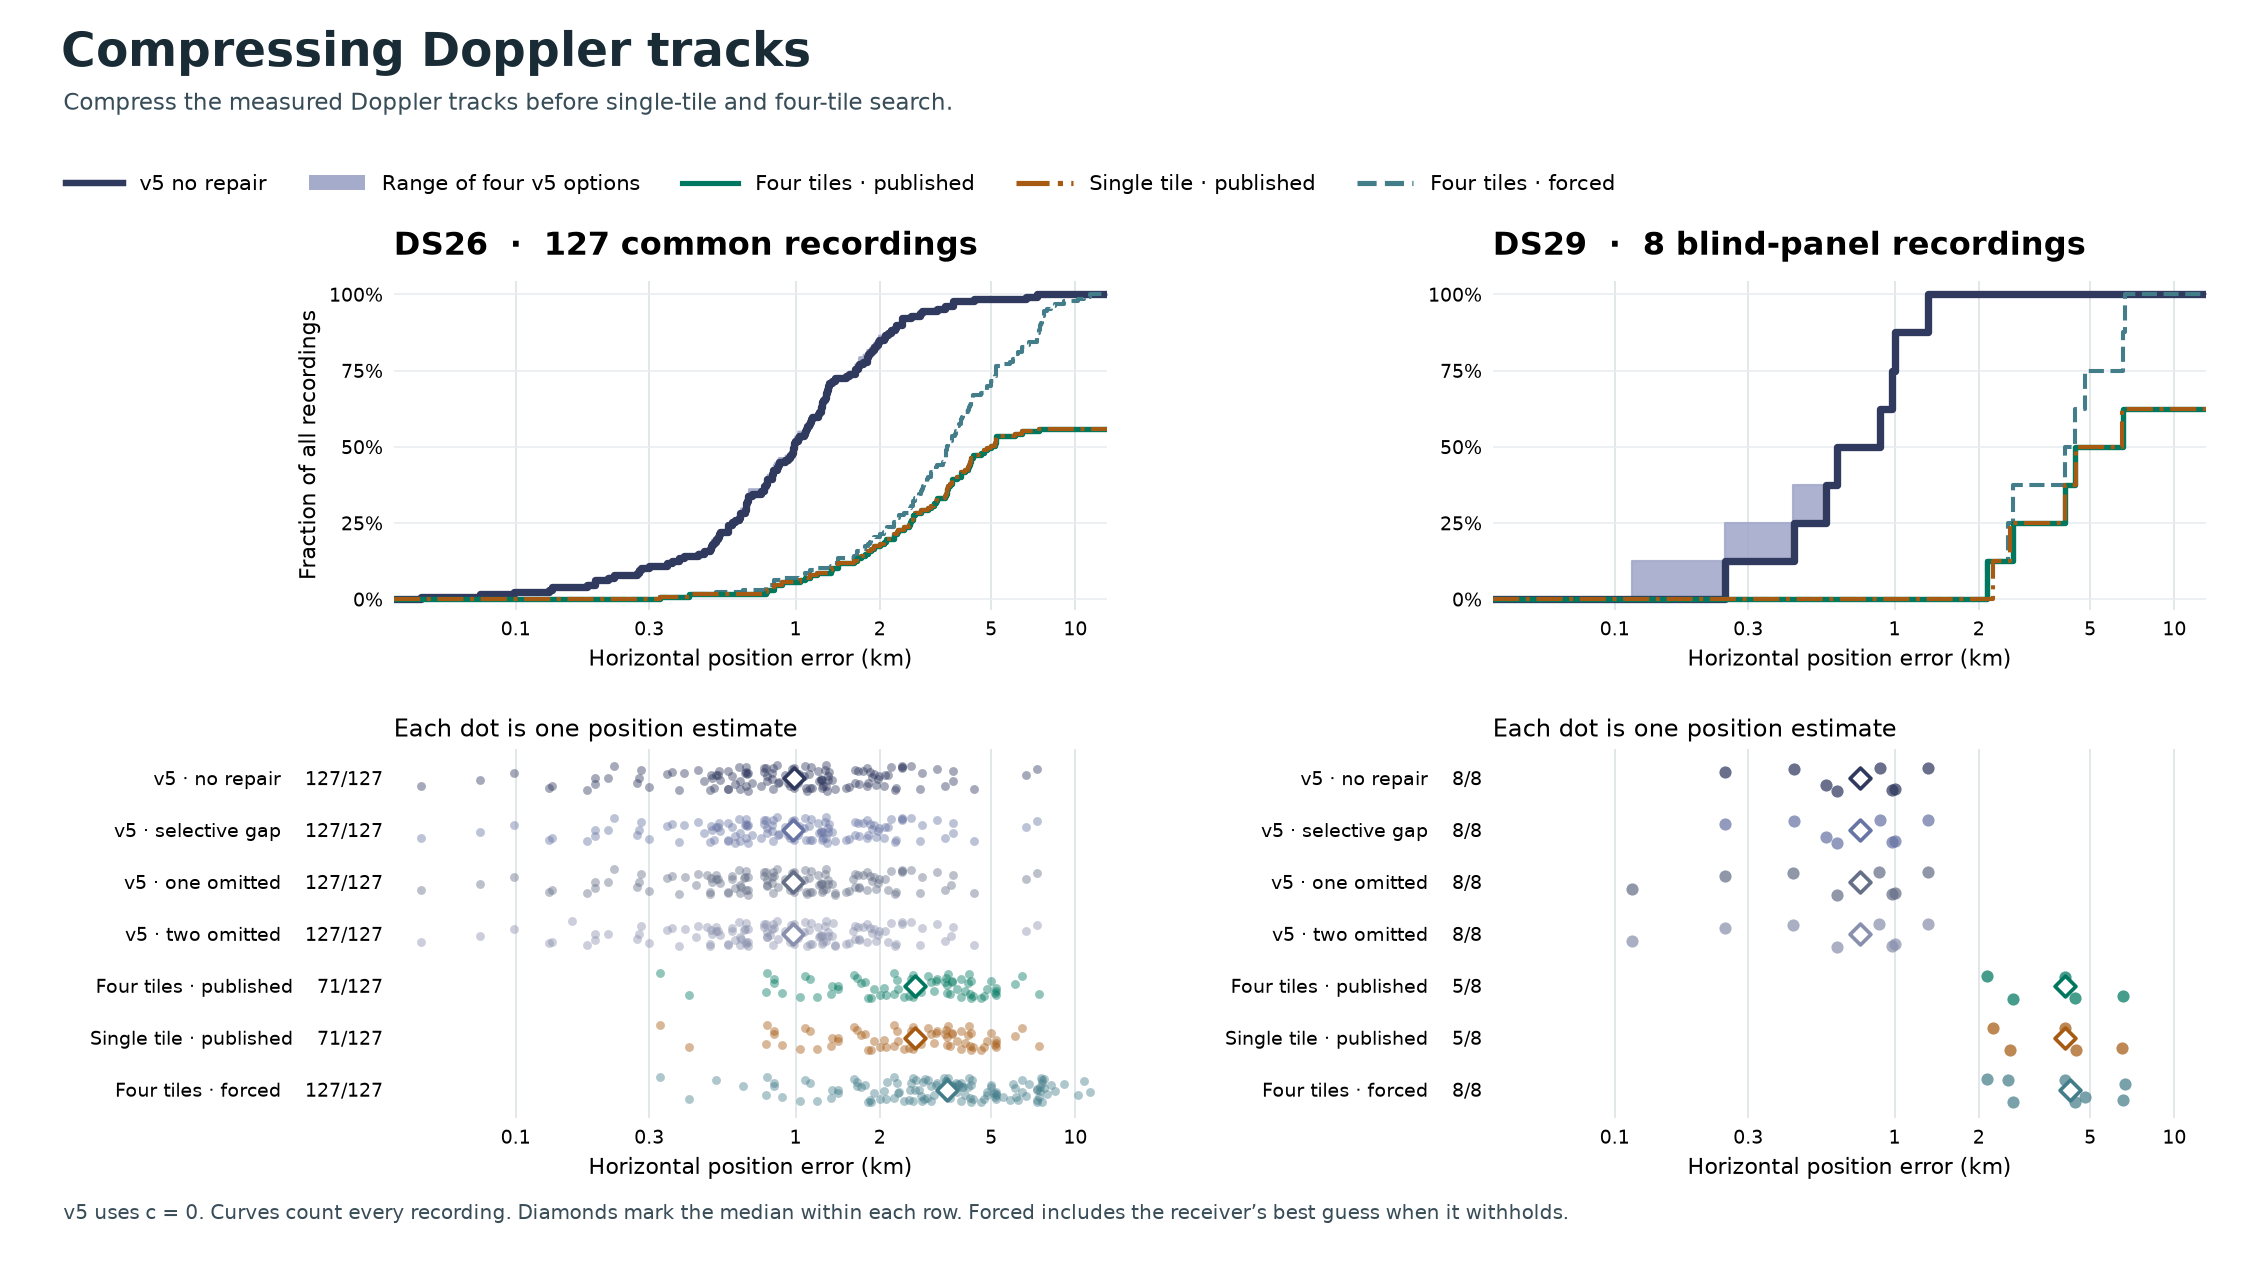 Compressing Doppler tracks
Compress the measured Doppler tracks before single-tile and four-tile search.
v5 no repair
Range of four v5 options
Four tiles · published
Single tile · published
Four tiles · forced
DS26 · 127 common recordings
Fraction of all recordings
100%
75%
50%
25%
0%
0.1 0.3 1 2 5 10
Horizontal position error (km)
DS29 · 8 blind-panel recordings
100%
75%
50%
25%
0%
0.1 0.3 1 2 5 10
Horizontal position error (km)
Each dot is one position estimate
v5 · no repair 127/127
v5 · selective gap 127/127
v5 · one omitted 127/127
v5 · two omitted 127/127
Four tiles · published 71/127
Single tile · published 71/127
Four tiles · forced 127/127
0.1 0.3 1 2 5 10
Horizontal position error (km)
Each dot is one position estimate
v5 · no repair 8/8
v5 · selective gap 8/8
v5 · one omitted 8/8
v5 · two omitted 8/8
Four tiles · published 5/8
Single tile · published 5/8
Four tiles · forced 8/8
0.1 0.3 1 2 5 10
Horizontal position error (km)
v5 uses c = 0. Curves count every recording. Diamonds mark the median within each row. Forced includes the receiver’s best guess when it withholds.